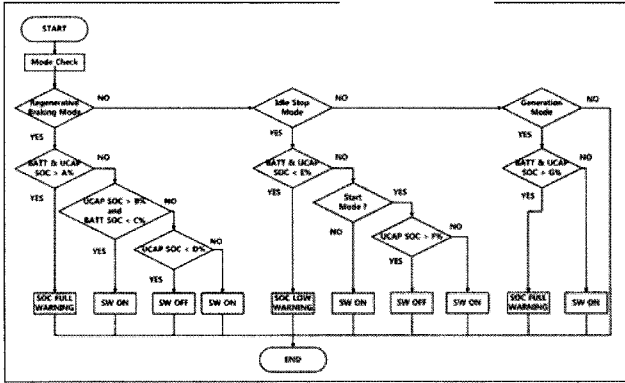 START
Mode Check
Regenerative
Braking Mode
NO
YES
Idle Stop
Mode
NO
YES
Generation
Mode
NO
YES
BATT & UCAP
SOC > A%
NO
YES
BATT & UCAP
SOC < E%
NO
YES
BATT & UCAP
SOC > G%
NO
YES
UCAP SOC > B%
and
BATT SOC < C%
NO
YES
Start
Mode ?
YES
NO
UCAP SOC < D%
NO
YES
UCAP SOC > F%
NO
YES
SOC FULL
WARNING
SW ON
SW OFF
SW ON
SOC LOW
WARNING
SW ON
SW OFF
SW ON
SOC FULL
WARNING
SW ON
END